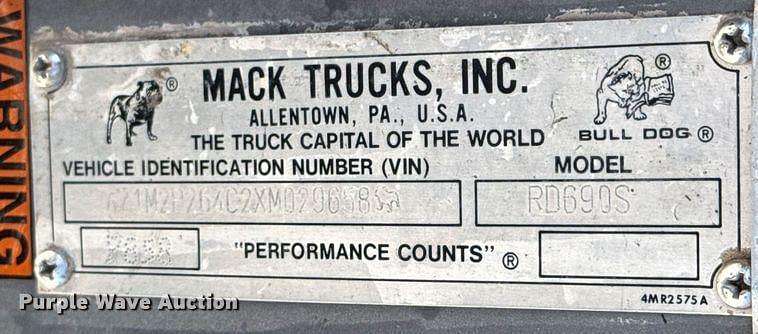 WARNING
MACK TRUCKS, INC.
ALLENTOWN, PA., U.S.A.
THE TRUCK CAPITAL OF THE WORLD
BULL DOG ®
VEHICLE IDENTIFICATION NUMBER (VIN)
MODEL
RD690S
"PERFORMANCE COUNTS" ®
4MR2575A
Purple Wave Auction